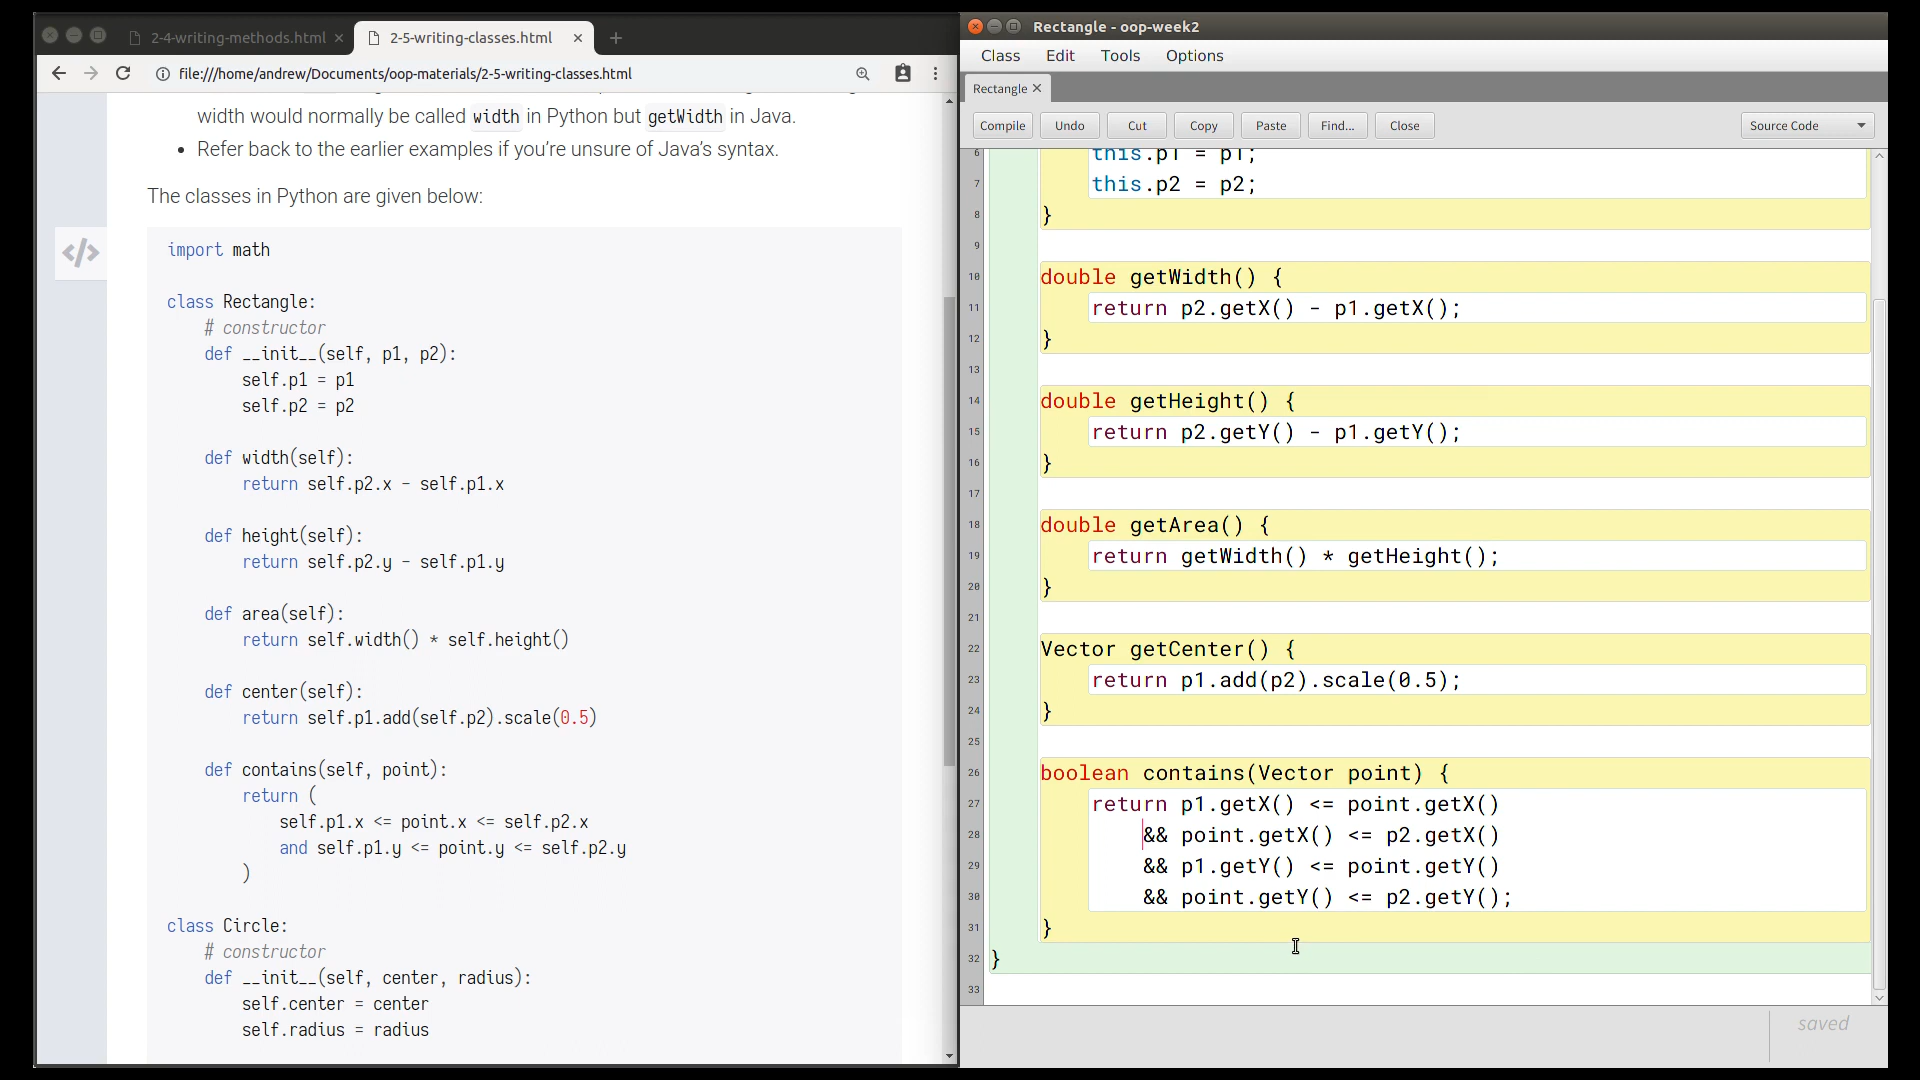 2-4-writing-methods.html
2-5-writing-classes.html
file:///home/andrew/Documents/oop-materials/2-5-writing-classes.html
width would normally be called width in Python but getWidth in Java.
Refer back to the earlier examples if you’re unsure of Java’s syntax.
The classes in Python are given below:
</>
import math
class Rectangle:
# constructor
def __init__(self, p1, p2):
self.p1 = p1
self.p2 = p2
def width(self):
return self.p2.x - self.p1.x
def height(self):
return self.p2.y - self.p1.y
def area(self):
return self.width() * self.height()
def center(self):
return self.p1.add(self.p2).scale(0.5)
def contains(self, point):
return (
self.p1.x <= point.x <= self.p2.x
and self.p1.y <= point.y <= self.p2.y
)
class Circle:
# constructor
def __init__(self, center, radius):
self.center = center
self.radius = radius
Rectangle - oop-week2
Class Edit Tools Options
Rectangle
Compile Undo Cut Copy Paste Find... Close Source Code
6 this.p1 = p1;
7 this.p2 = p2;
8 }
9
10 double getWidth() {
11 return p2.getX() - p1.getX();
12 }
13
14 double getHeight() {
15 return p2.getY() - p1.getY();
16 }
17
18 double getArea() {
19 return getWidth() * getHeight();
20 }
21
22 Vector getCenter() {
23 return p1.add(p2).scale(0.5);
24 }
25
26 boolean contains(Vector point) {
27 return p1.getX() <= point.getX()
28 && point.getX() <= p2.getX()
29 && p1.getY() <= point.getY()
30 && point.getY() <= p2.getY();
31 }
32 }
33
saved